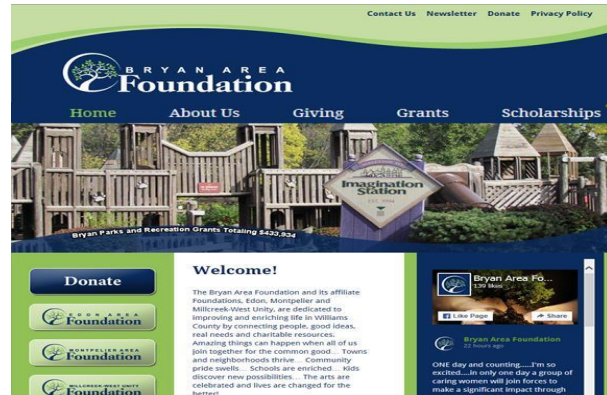 Contact Us Newsletter Donate Privacy Policy
BRYAN AREA
Foundation
Home About Us Giving Grants Scholarships
Imagination
Station
Bryan Parks and Recreation Grants Totaling $433,934
Donate
EDON AREA
Foundation
MONTPELIER AREA
Foundation
MILLCREEK-WEST UNITY
Foundation
Welcome!
The Bryan Area Foundation and its affiliate
Foundations, Edon, Montpelier and
Millcreek-West Unity, are dedicated to
improving and enriching life in Williams
County by connecting people, good ideas,
real needs and charitable resources.
Amazing things can happen when all of us
join together for the common good... Towns
and neighborhoods thrive... Community
pride swells... Schools are enriched... Kids
discover new possibilities... The arts are
celebrated and lives are changed for the
better!
Bryan Area Fo...
139 likes
Like Page Share
Bryan Area Foundation
22 hours ago
ONE day and counting.....I'm so
excited....in only one day a group of
caring women will join forces to
make a significant impact through